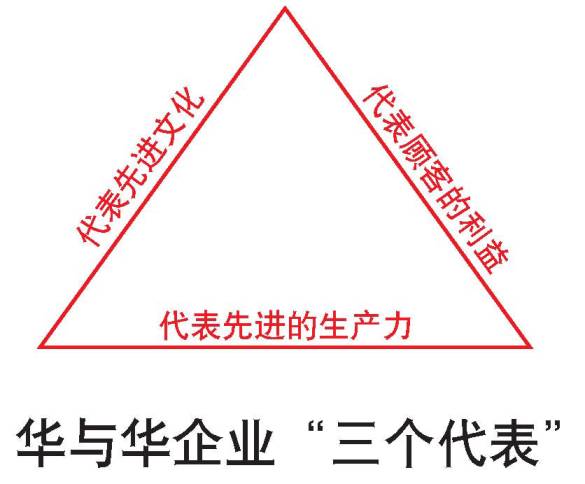 代表先进文化
代表顾客的利益
代表先进的生产力
华与华企业“三个代表”